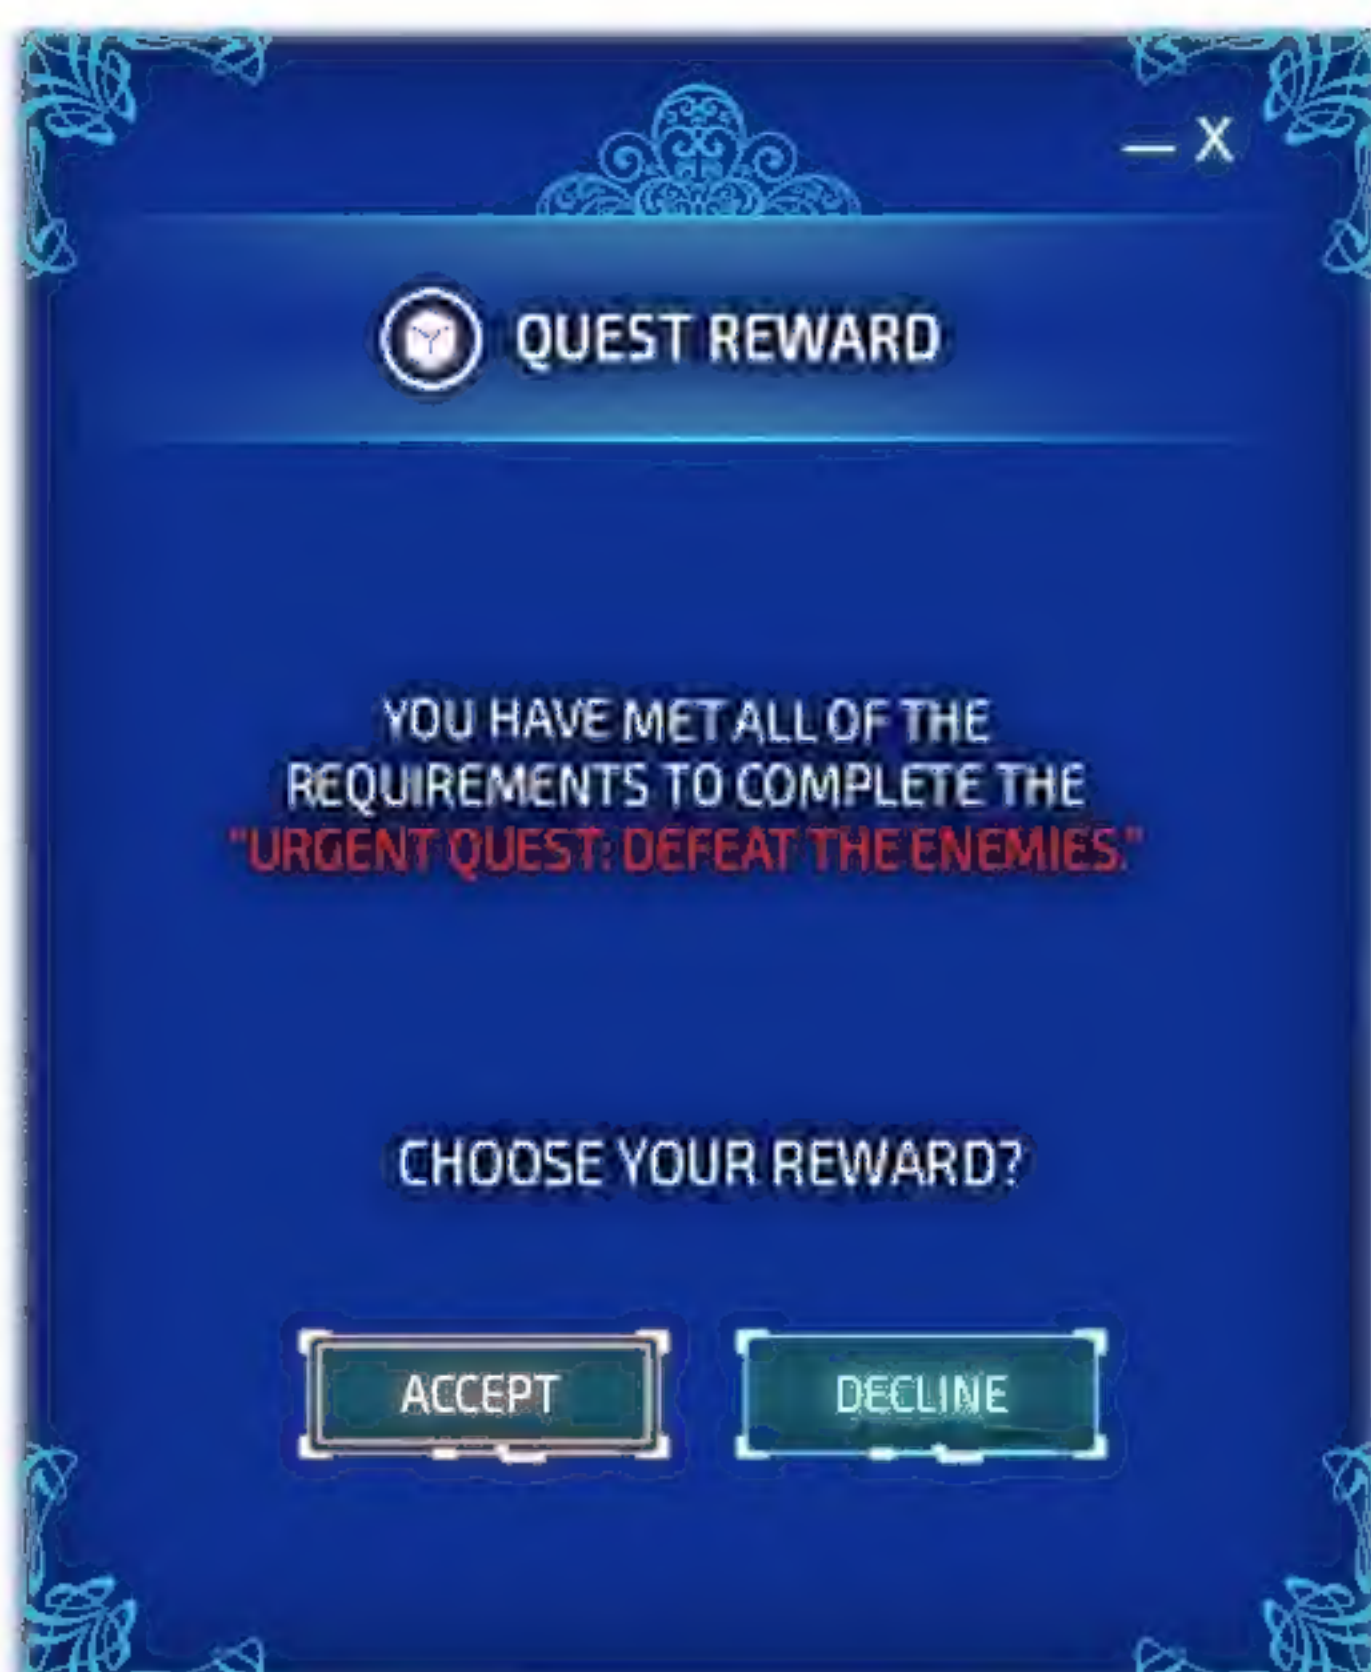 — X
QUEST REWARD
YOU HAVE MET ALL OF THE
REQUIREMENTS TO COMPLETE THE
"URGENT QUEST: DEFEAT THE ENEMIES."
CHOOSE YOUR REWARD?
ACCEPT DECLINE